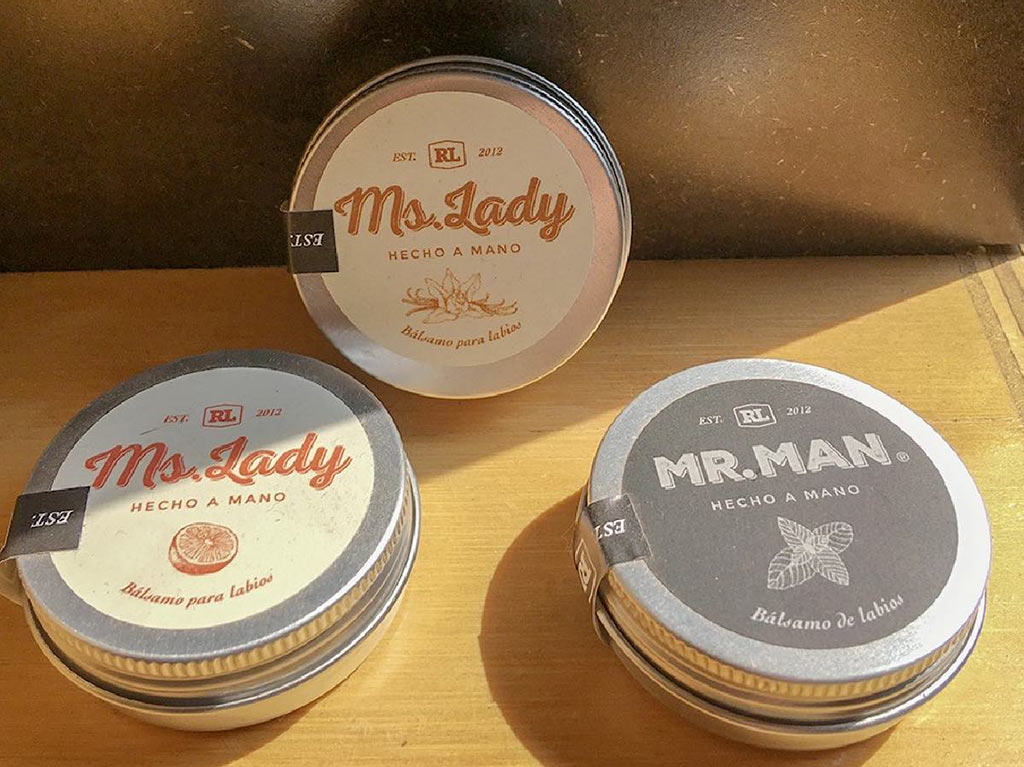 EST. RL 2012
Ms. Lady
HECHO A MANO
Bálsamo para labios
EST.
EST. RL 2012
Ms. Lady
HECHO A MANO
Bálsamo para labios
EST.
EST. RL 2012
MR. MAN ®
HECHO A MANO
Bálsamo de labios
EST.